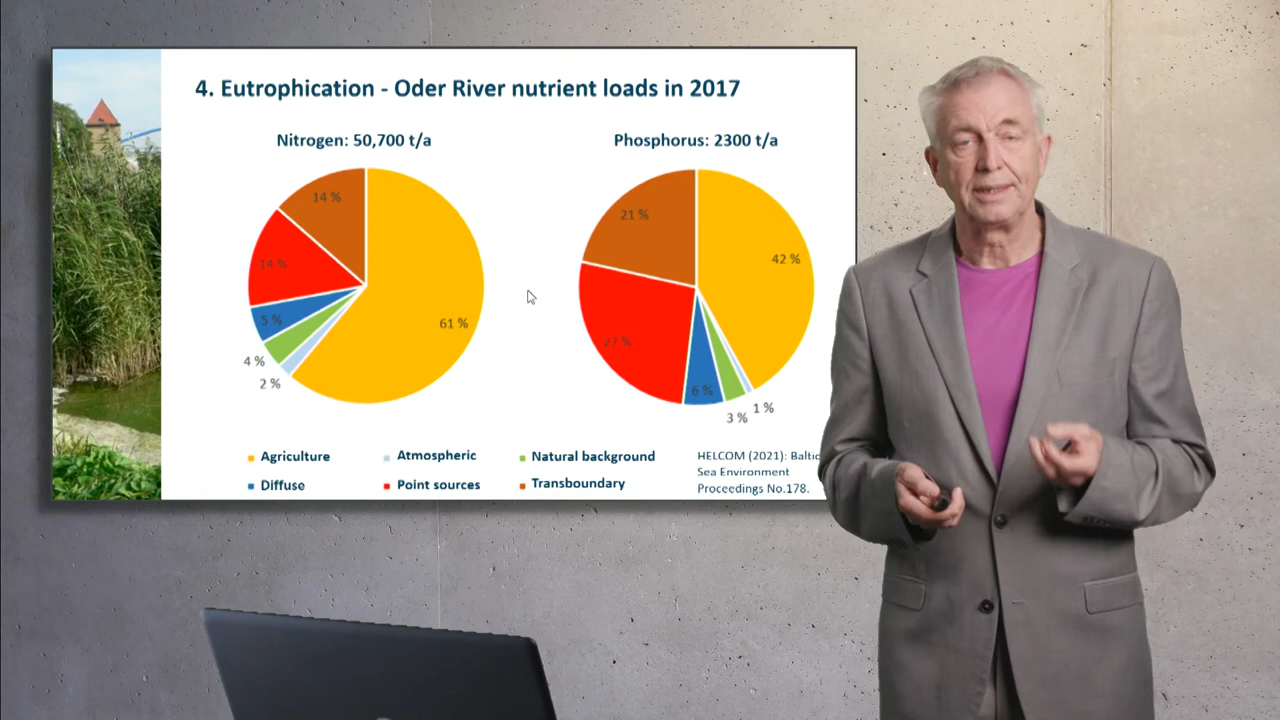 4. Eutrophication - Oder River nutrient loads in 2017
Nitrogen: 50,700 t/a
Phosphorus: 2300 t/a
14 %
14 %
5 %
4 %
2 %
61 %
21 %
42 %
27 %
6 %
3 %
1 %
Agriculture
Atmospheric
Natural background
Diffuse
Point sources
Transboundary
HELCOM (2021): Baltic
Sea Environment
Proceedings No.178.